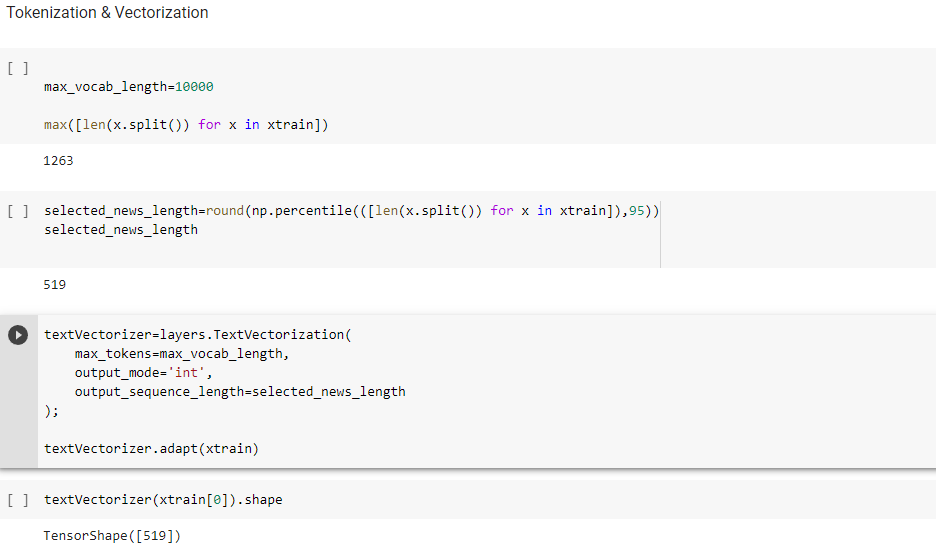 Tokenization & Vectorization
[ ]
max_vocab_length=10000
max([len(x.split()) for x in xtrain])
1263
[ ] selected_news_length=round(np.percentile(([len(x.split()) for x in xtrain]),95))
selected_news_length
519
textVectorizer=layers.TextVectorization(
    max_tokens=max_vocab_length,
    output_mode='int',
    output_sequence_length=selected_news_length
);
textVectorizer.adapt(xtrain)
[ ] textVectorizer(xtrain[0]).shape
TensorShape([519])